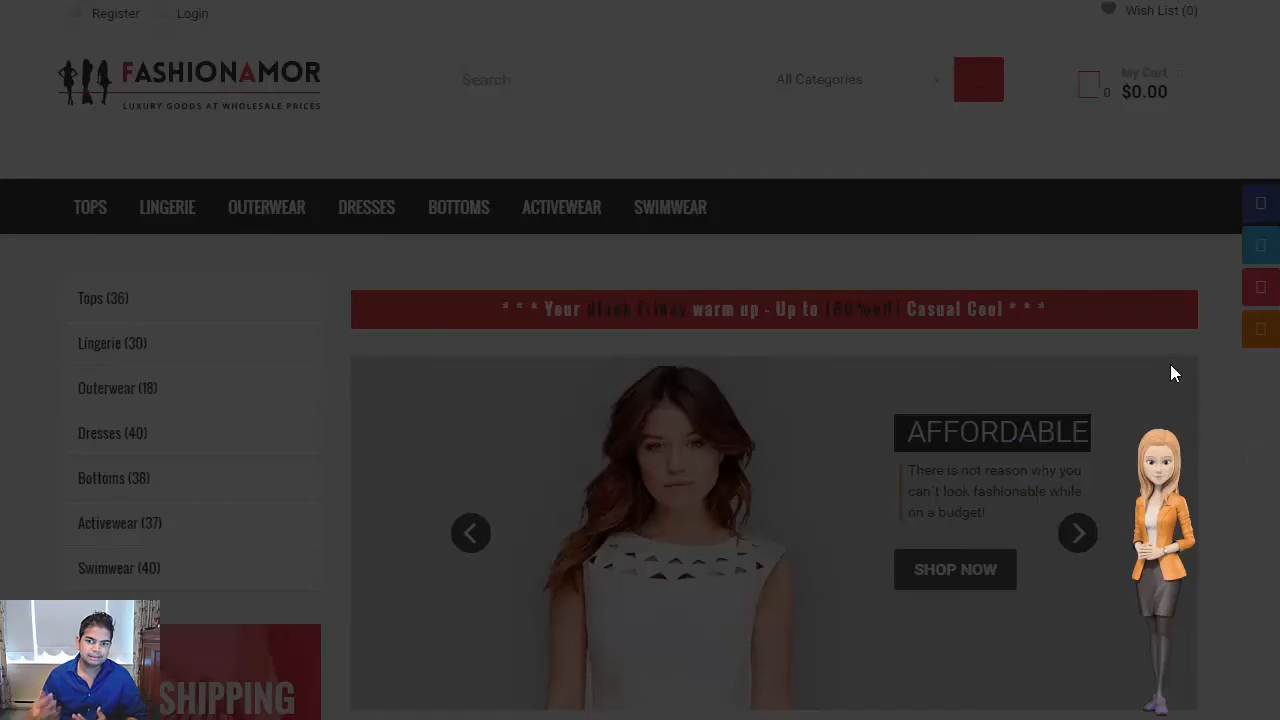 Register
Login
Wish List (0)
FASHIONAMOR
LUXURY GOODS AT WHOLESALE PRICES
Search
All Categories
My Cart
0
$0.00
TOPS
LINGERIE
OUTERWEAR
DRESSES
BOTTOMS
ACTIVEWEAR
SWIMWEAR
Tops (36)
Lingerie (30)
Outerwear (18)
Dresses (40)
Bottoms (38)
Activewear (37)
Swimwear (40)
* * * Your Black Friday warm up - Up to [60%off] Casual Cool * * *
AFFORDABLE
There is not reason why you
can't look fashionable while
on a budget!
SHOP NOW
SHIPPING